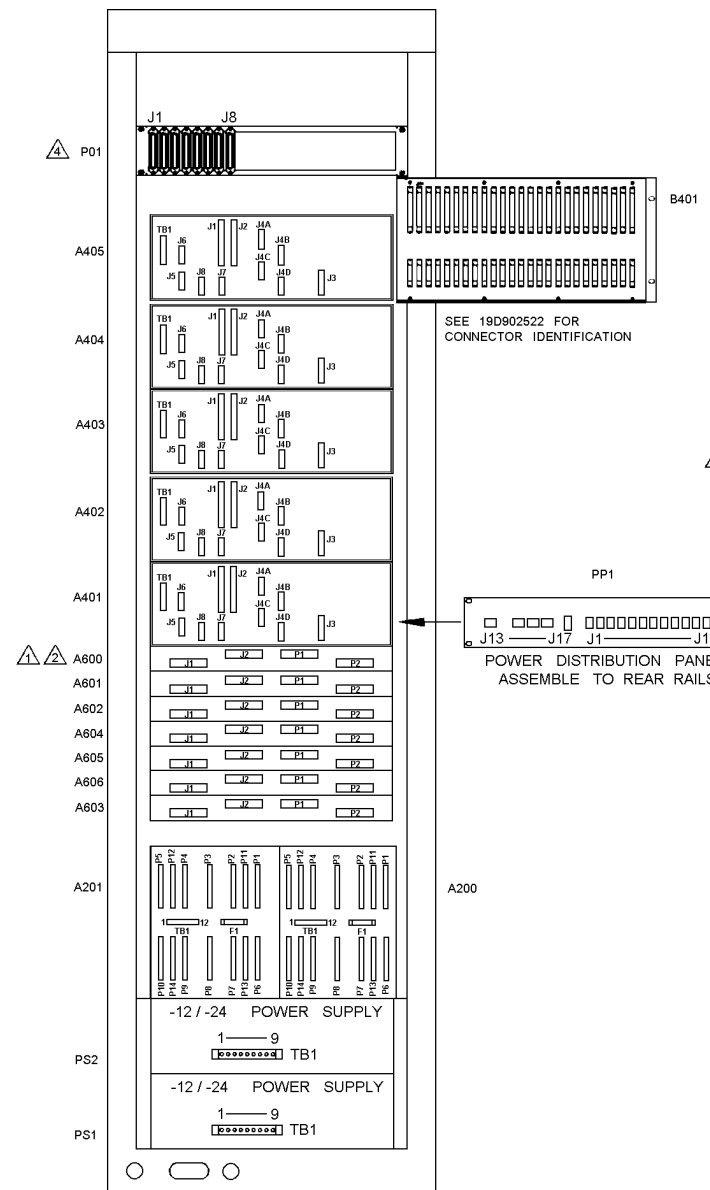 J1 J8
4 P01
B401
A405 TB1 J6 J5 J8 J7 J1 J2 J4A J4B J4C J4D J3
SEE 19D902522 FOR
CONNECTOR IDENTIFICATION
A404 TB1 J6 J5 J8 J7 J1 J2 J4A J4B J4C J4D J3
A403 TB1 J6 J5 J8 J7 J1 J2 J4A J4B J4C J4D J3
A402 TB1 J6 J5 J8 J7 J1 J2 J4A J4B J4C J4D J3
A401 TB1 J6 J5 J8 J7 J1 J2 J4A J4B J4C J4D J3
PP1
J13 J17 J1 J1
POWER DISTRIBUTION PANE
ASSEMBLE TO REAR RAILS
1 2 A600 J1 J2 P1 P2
A601 J1 J2 P1 P2
A602 J1 J2 P1 P2
A604 J1 J2 P1 P2
A605 J1 J2 P1 P2
A606 J1 J2 P1 P2
A603 J1 J2 P1 P2
P5 P12 P4 P3 P2 P11 P1 P5 P12 P4 P3 P2 P11 P1
A201 A200
1 12 1 12
TB1 F1 TB1 F1
P10 P14 P9 P8 P7 P13 P6 P10 P14 P9 P8 P7 P13 P6
-12 / -24 POWER SUPPLY
1 9
PS2 TB1
-12 / -24 POWER SUPPLY
1 9
PS1 TB1